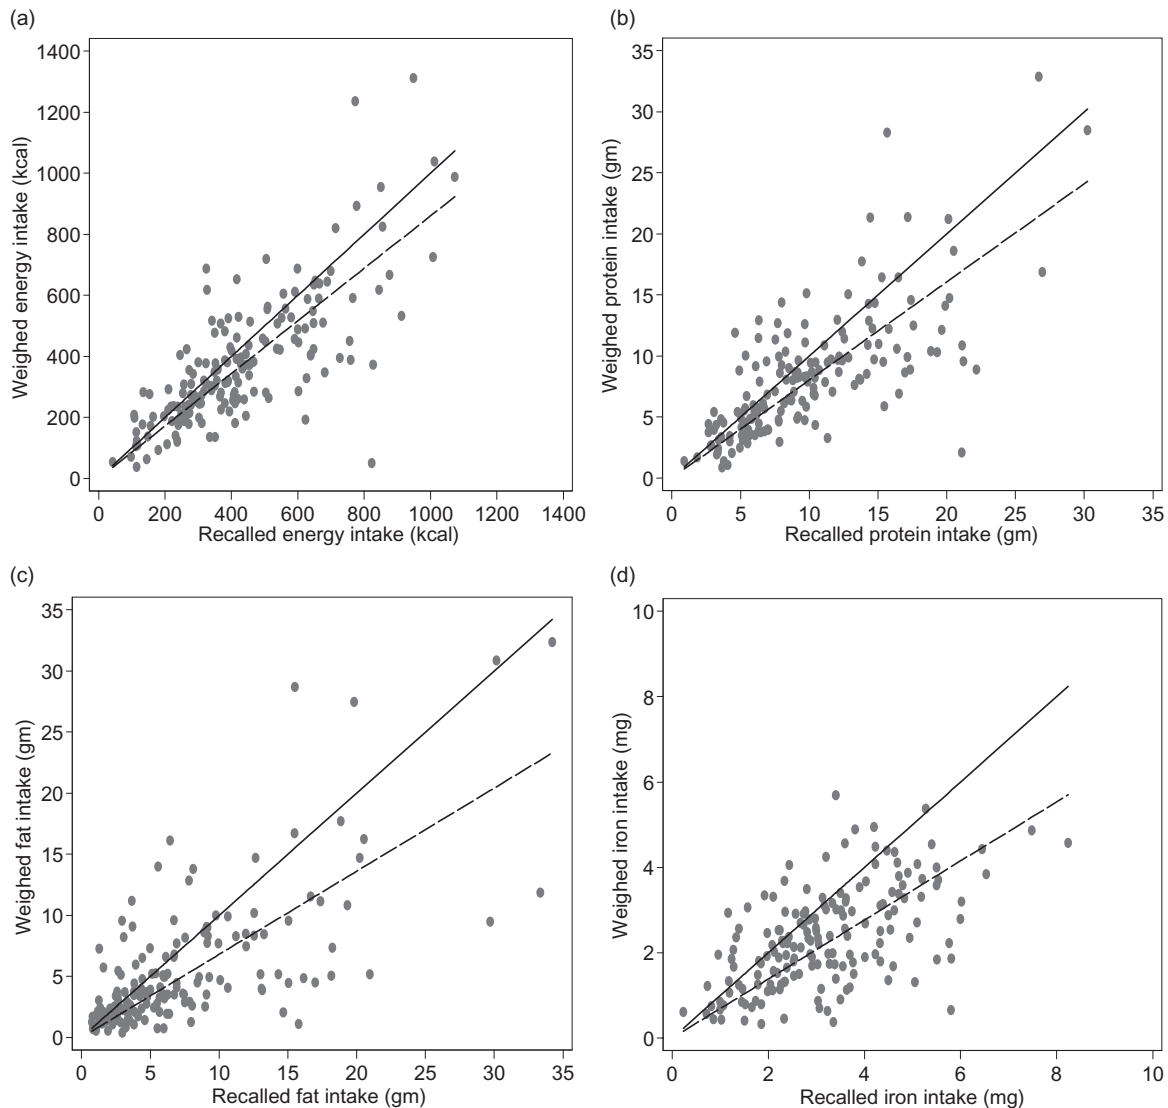 (a)
1400
1200
1000
800
600
400
200
0
Weighed energy intake (kcal)
0 200 400 600 800 1000 1200 1400
Recalled energy intake (kcal)
(b)
35
30
25
20
15
10
5
0
Weighed protein intake (gm)
0 5 10 15 20 25 30 35
Recalled protein intake (gm)
(c)
35
30
25
20
15
10
5
0
Weighed fat intake (gm)
0 5 10 15 20 25 30 35
Recalled fat intake (gm)
(d)
10
8
6
4
2
0
Weighed iron intake (mg)
0 2 4 6 8 10
Recalled iron intake (mg)